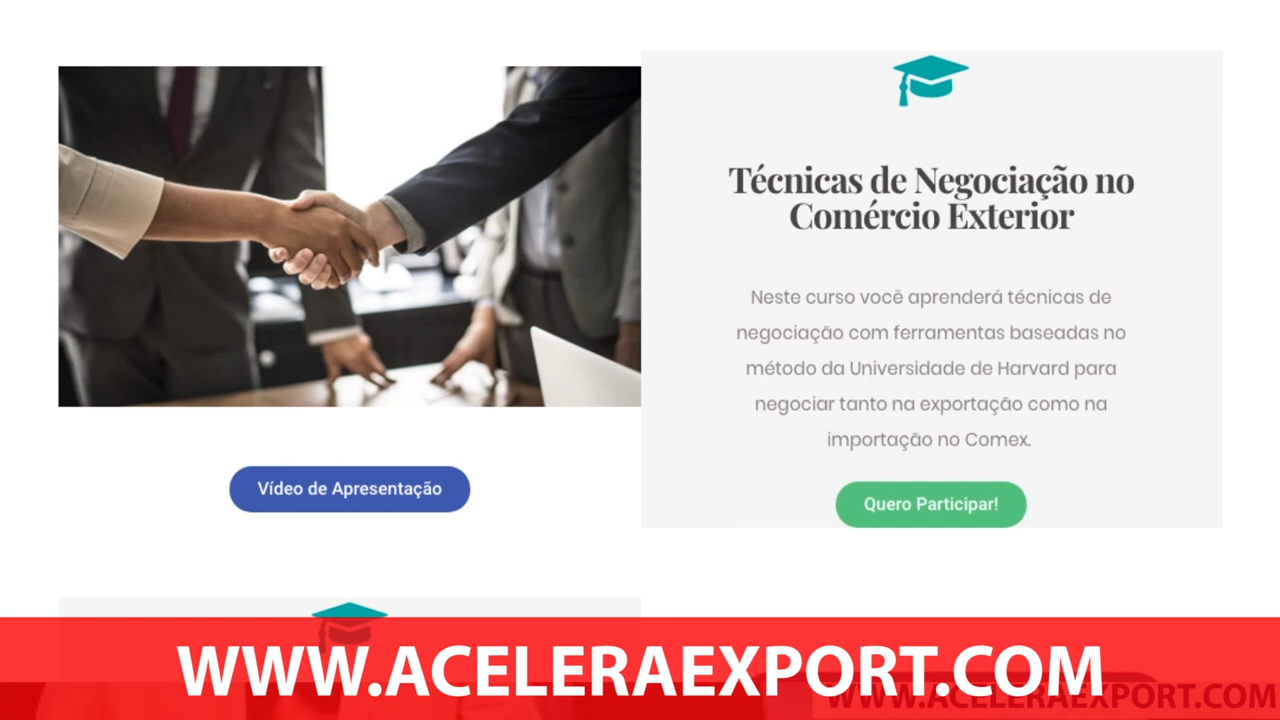 Técnicas de Negociação no
Comércio Exterior
Neste curso você aprenderá técnicas de
negociação com ferramentas baseadas no
método da Universidade de Harvard para
negociar tanto na exportação como na
importação no Comex.
Vídeo de Apresentação
Quero Participar!
WWW.ACELERAEXPORT.COM
WWW.ACELERAEXPORT.COM